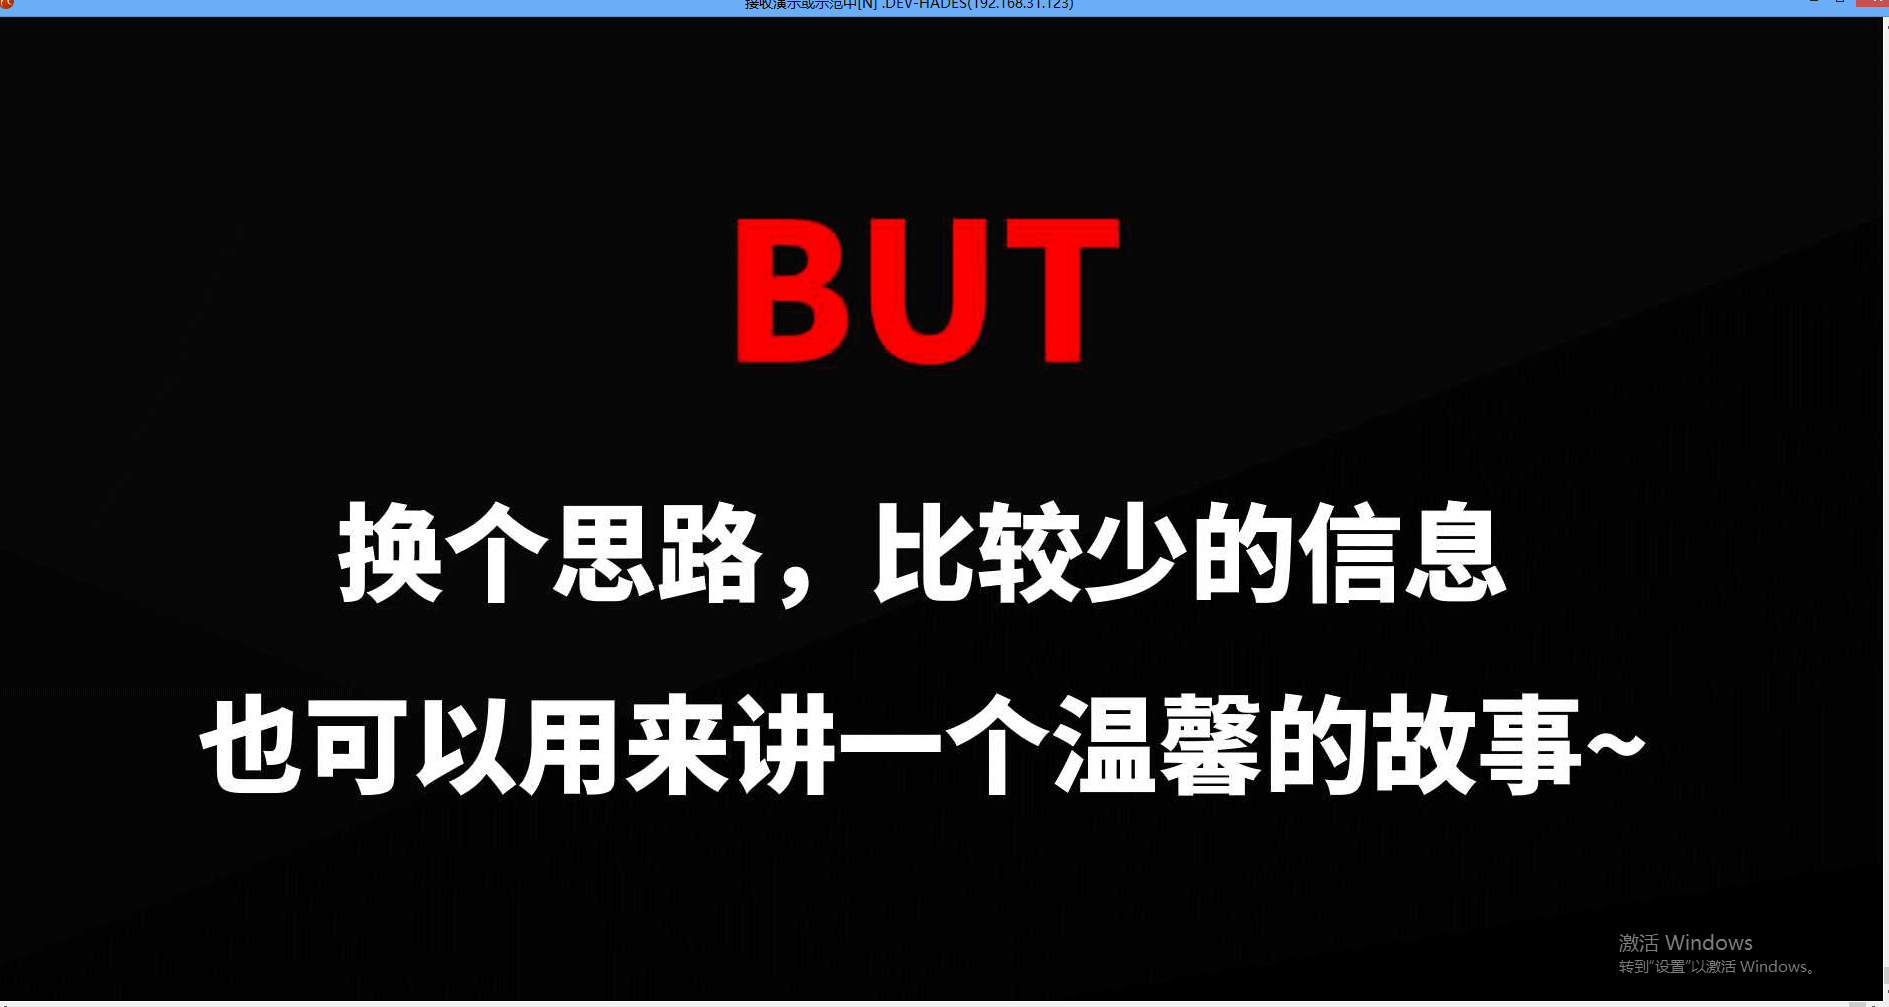 接收演示或示范中[N] .DEV-HADES(192.168.31.123)
BUT
换个思路，比较少的信息
也可以用来讲一个温馨的故事~
激活 Windows
转到“设置”以激活 Windows。